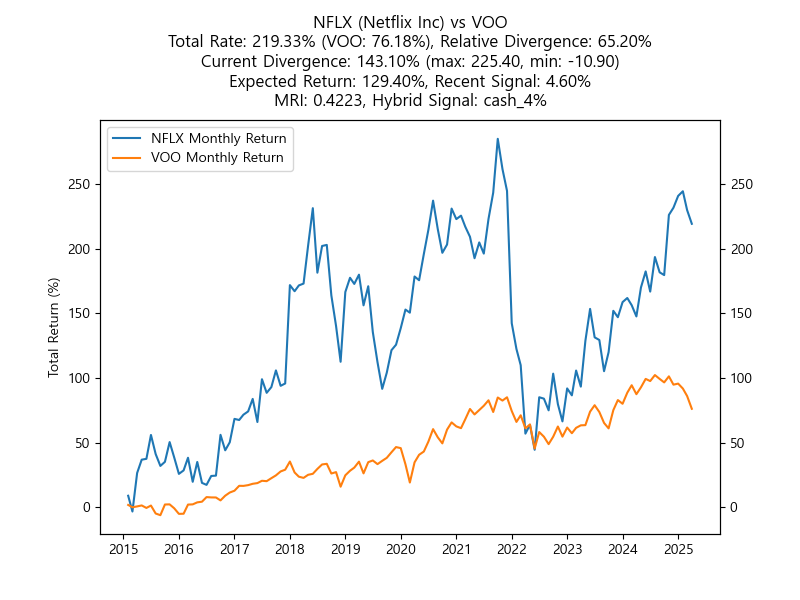 NFLX (Netflix Inc) vs VOO
Total Rate: 219.33% (VOO: 76.18%), Relative Divergence: 65.20%
Current Divergence: 143.10% (max: 225.40, min: -10.90)
Expected Return: 129.40%, Recent Signal: 4.60%
MRI: 0.4223, Hybrid Signal: cash_4%
NFLX Monthly Return
VOO Monthly Return
Total Return (%)
250
200
150
100
50
0
250
200
150
100
50
0
2015 2016 2017 2018 2019 2020 2021 2022 2023 2024 2025